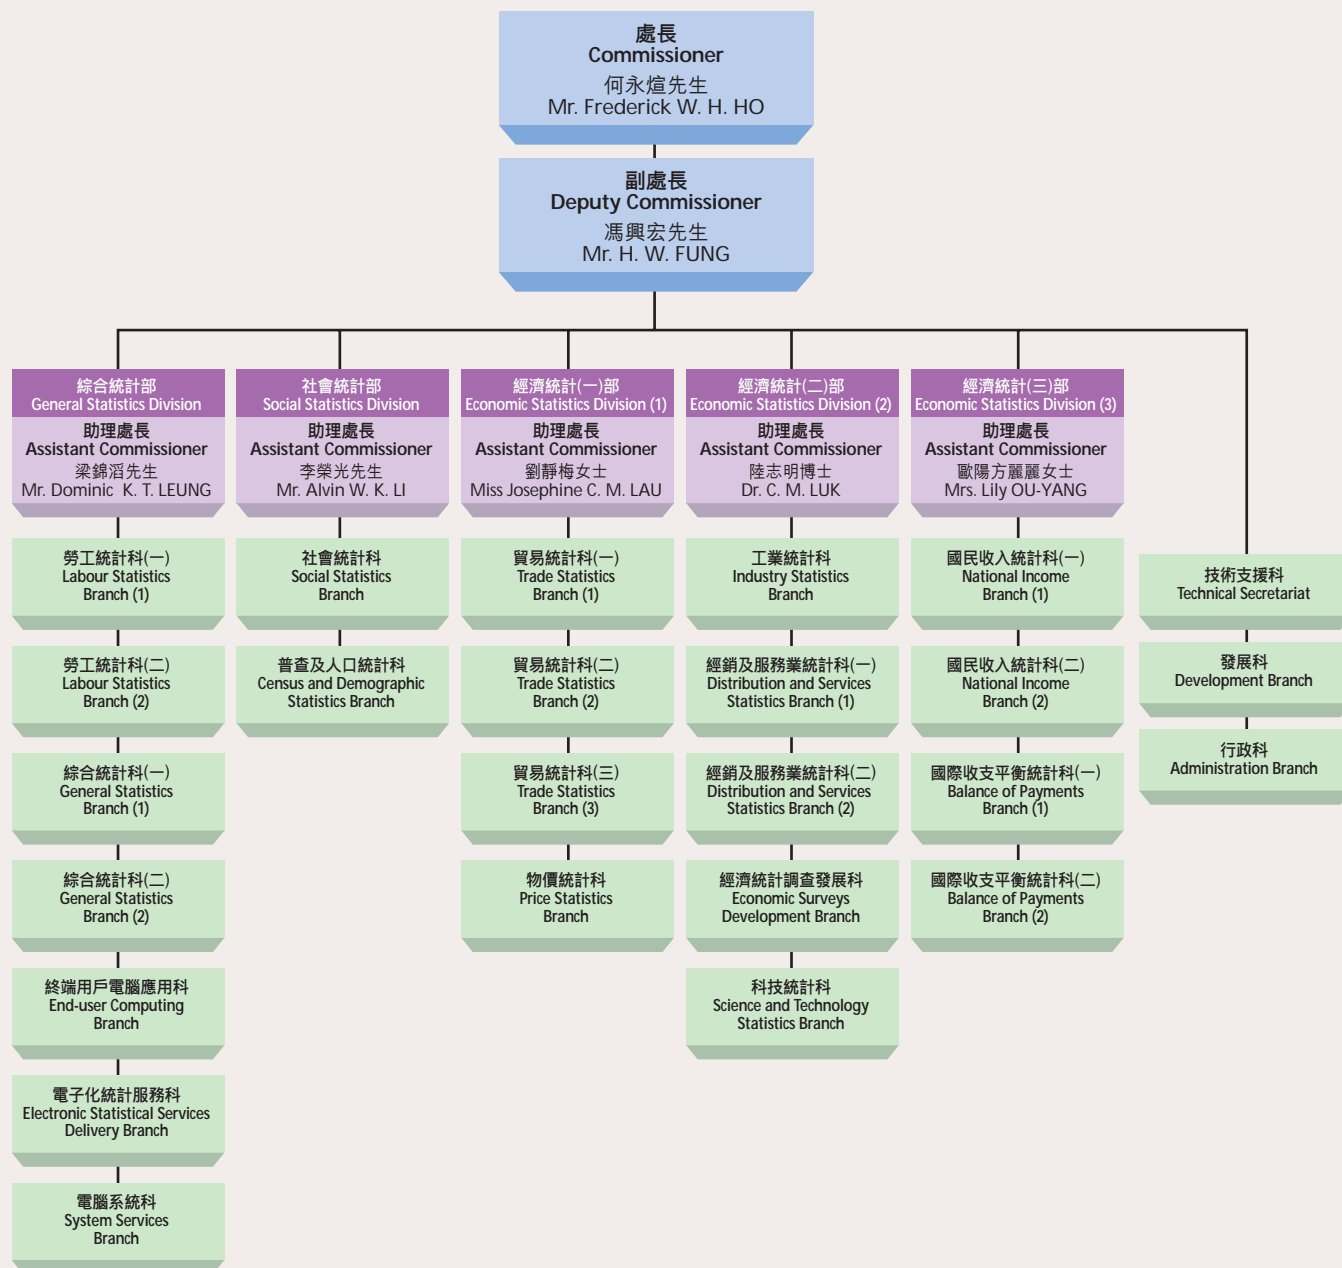 處長
Commissioner
何永煊先生
Mr. Frederick W. H. HO
副處長
Deputy Commissioner
馮興宏先生
Mr. H. W. FUNG
綜合統計部
General Statistics Division
助理處長
Assistant Commissioner
梁錦滔先生
Mr. Dominic K. T. LEUNG
勞工統計科(一)
Labour Statistics
Branch (1)
勞工統計科(二)
Labour Statistics
Branch (2)
綜合統計科(一)
General Statistics
Branch (1)
綜合統計科(二)
General Statistics
Branch (2)
終端用戶電腦應用科
End-user Computing
Branch
電子化統計服務科
Electronic Statistical Services
Delivery Branch
電腦系統科
System Services
Branch
社會統計部
Social Statistics Division
助理處長
Assistant Commissioner
李榮光先生
Mr. Alvin W. K. LI
社會統計科
Social Statistics
Branch
普查及人口統計科
Census and Demographic
Statistics Branch
經濟統計(一)部
Economic Statistics Division (1)
助理處長
Assistant Commissioner
劉靜梅女士
Miss Josephine C. M. LAU
貿易統計科(一)
Trade Statistics
Branch (1)
貿易統計科(二)
Trade Statistics
Branch (2)
貿易統計科(三)
Trade Statistics
Branch (3)
物價統計科
Price Statistics
Branch
經濟統計(二)部
Economic Statistics Division (2)
助理處長
Assistant Commissioner
陸志明博士
Dr. C. M. LUK
工業統計科
Industry Statistics
Branch
經銷及服務業統計科(一)
Distribution and Services
Statistics Branch (1)
經銷及服務業統計科(二)
Distribution and Services
Statistics Branch (2)
經濟統計調查發展科
Economic Surveys
Development Branch
科技統計科
Science and Technology
Statistics Branch
經濟統計(三)部
Economic Statistics Division (3)
助理處長
Assistant Commissioner
歐陽方麗麗女士
Mrs. Lily OU-YANG
國民收入統計科(一)
National Income
Branch (1)
國民收入統計科(二)
National Income
Branch (2)
國際收支平衡統計科(一)
Balance of Payments
Branch (1)
國際收支平衡統計科(二)
Balance of Payments
Branch (2)
技術支援科
Technical Secretariat
發展科
Development Branch
行政科
Administration Branch